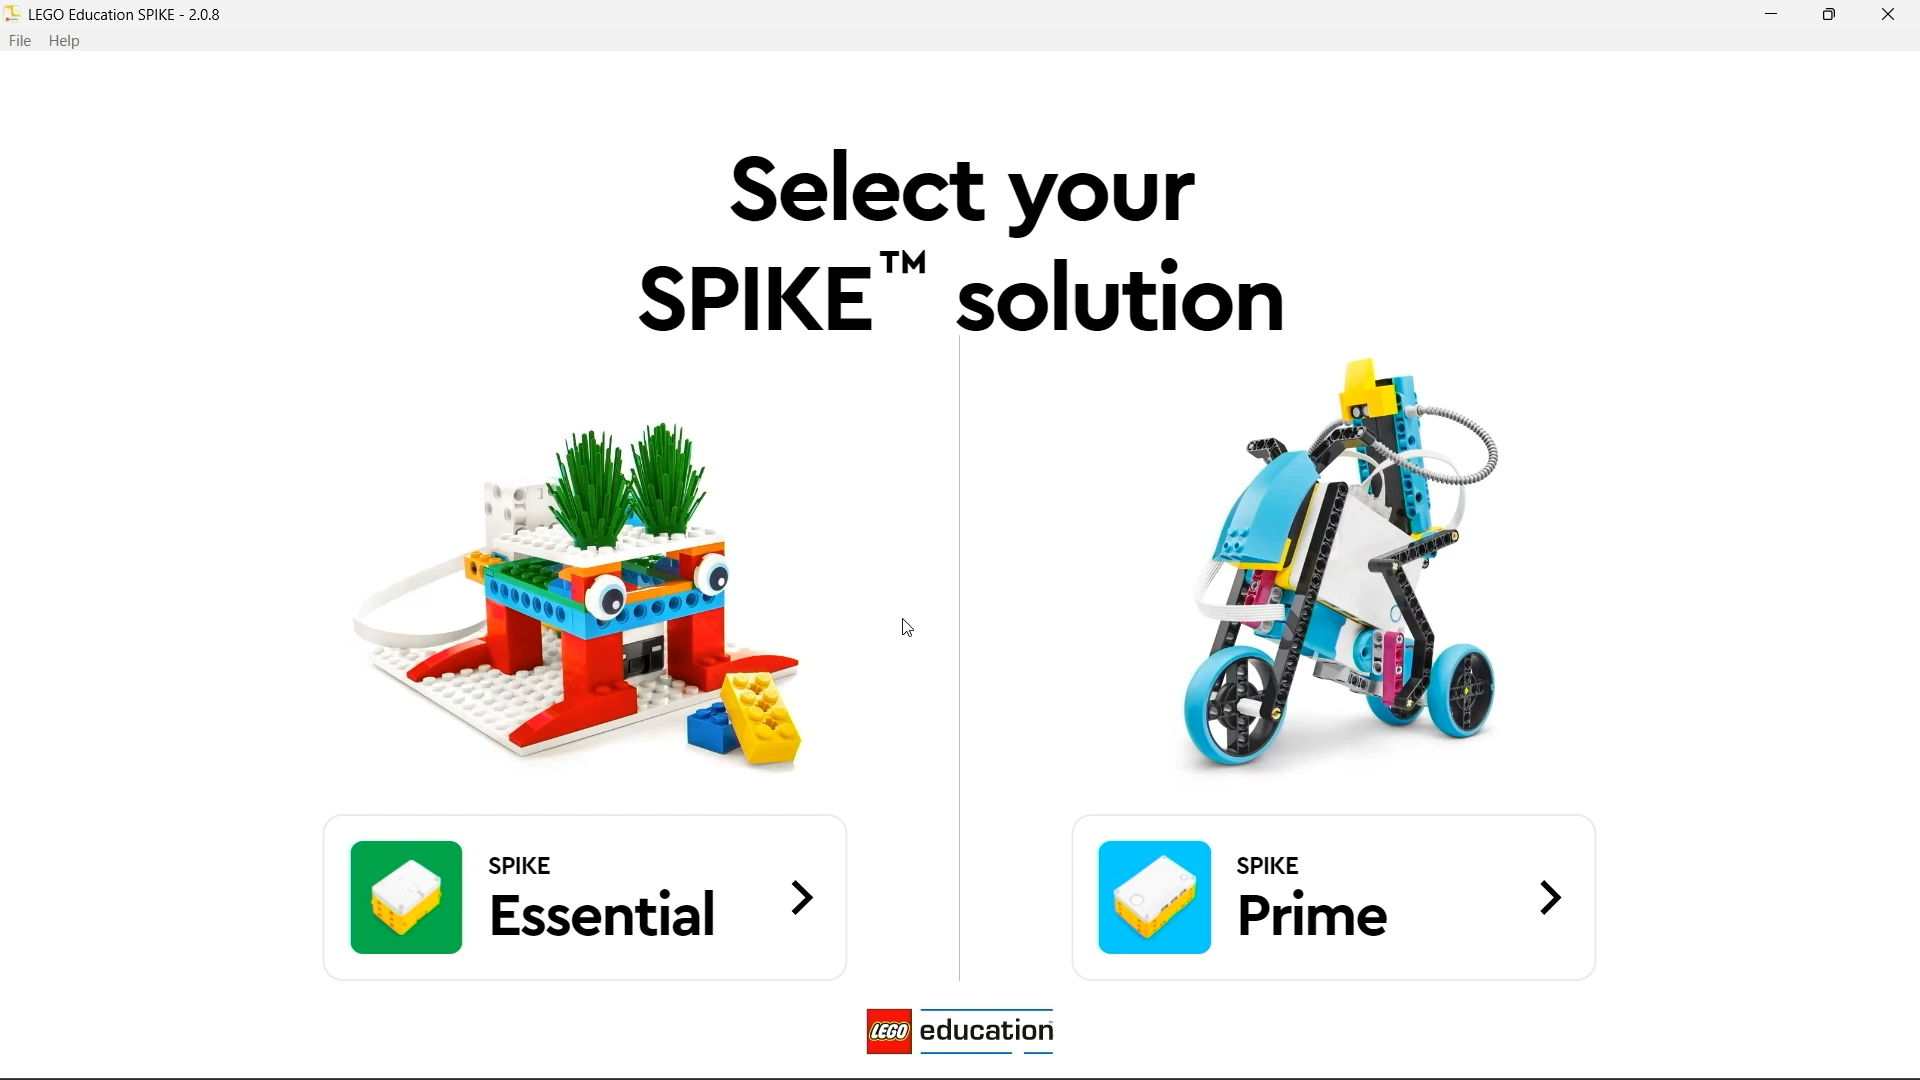 LEGO Education SPIKE - 2.0.8
File Help
Select your
SPIKE™ solution
SPIKE
Essential
SPIKE
Prime
LEGO education